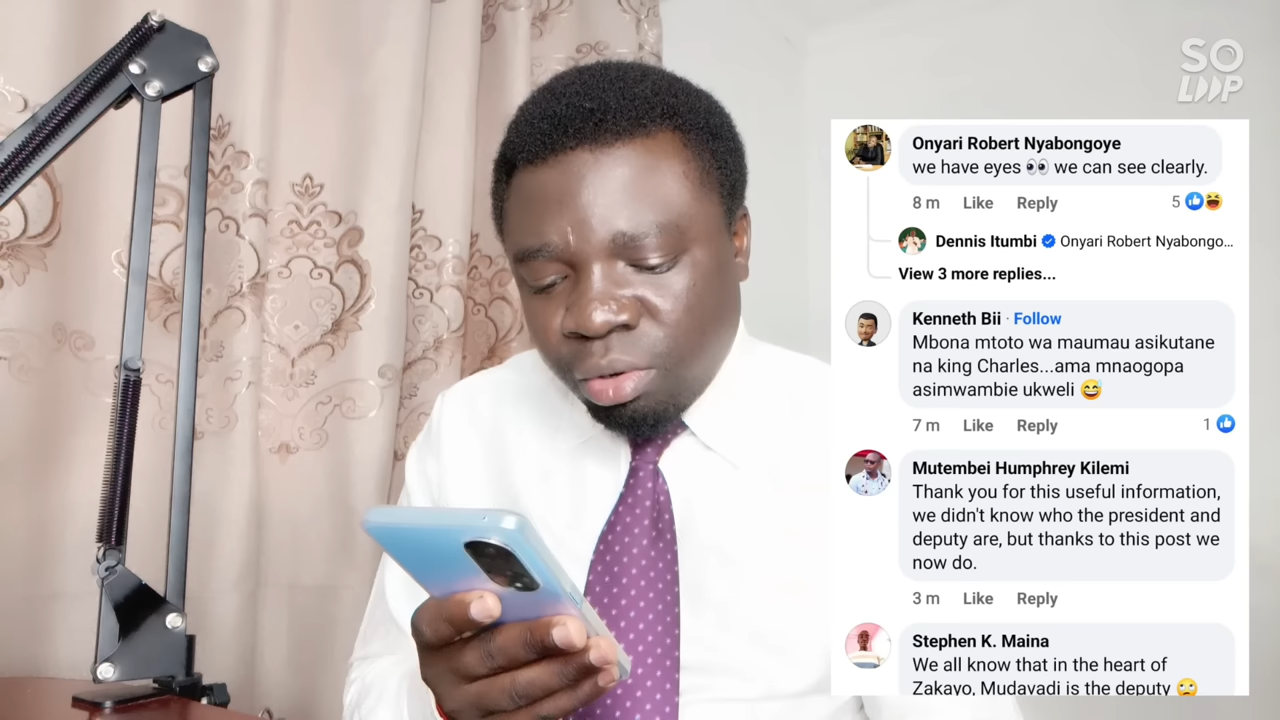 SO
LP
Onyari Robert Nyabongoye
we have eyes 👀 we can see clearly.
8 m Like Reply 5
Dennis Itumbi Onyari Robert Nyabongo...
View 3 more replies...
Kenneth Bii · Follow
Mbona mtoto wa maumau asikutane
na king Charles...ama mnaogopa
asimwambie ukweli 😅
7 m Like Reply 1
Mutembei Humphrey Kilemi
Thank you for this useful information,
we didn't know who the president and
deputy are, but thanks to this post we
now do.
3 m Like Reply
Stephen K. Maina
We all know that in the heart of
Zakayo, Mudavadi is the deputy 🙄